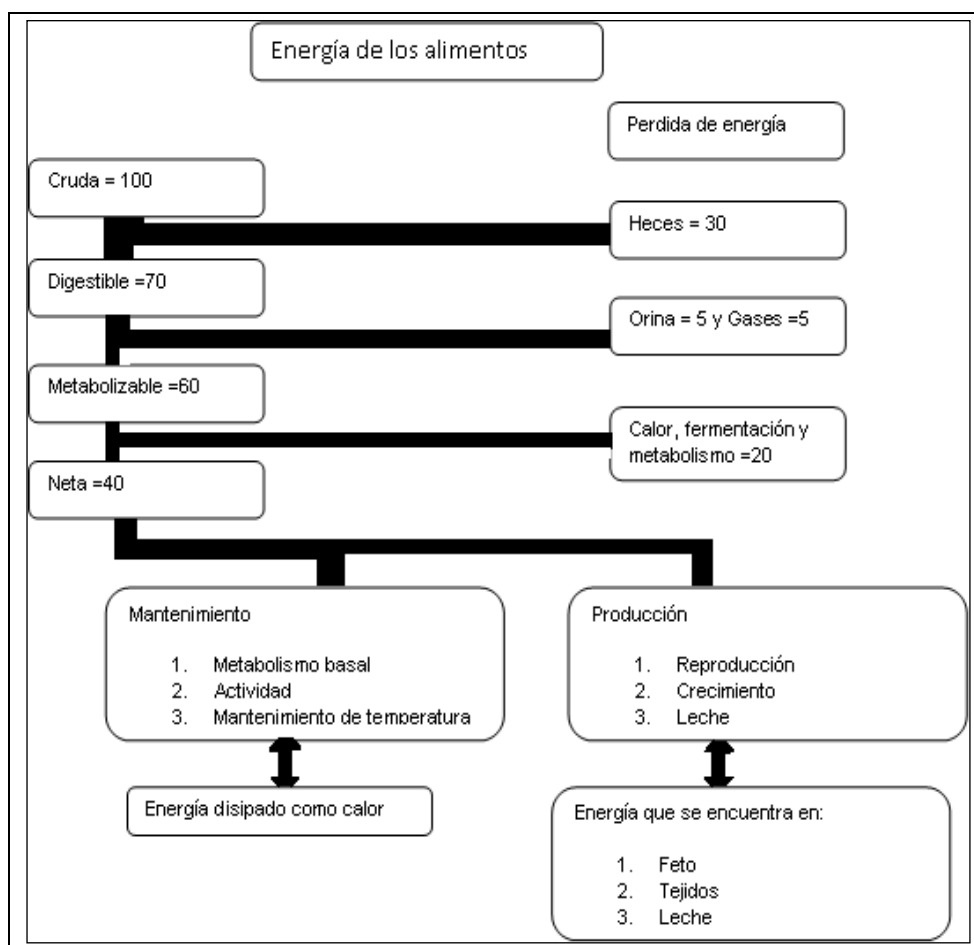 Energía de los alimentos
Perdida de energía
Cruda = 100
Heces = 30
Digestible =70
Orina = 5 y Gases =5
Metabolizable =60
Calor, fermentación y
metabolismo =20
Neta =40
Mantenimiento
1. Metabolismo basal
2. Actividad
3. Mantenimiento de temperatura
Producción
1. Reproducción
2. Crecimiento
3. Leche
Energía disipado como calor
Energía que se encuentra en:
1. Feto
2. Tejidos
3. Leche